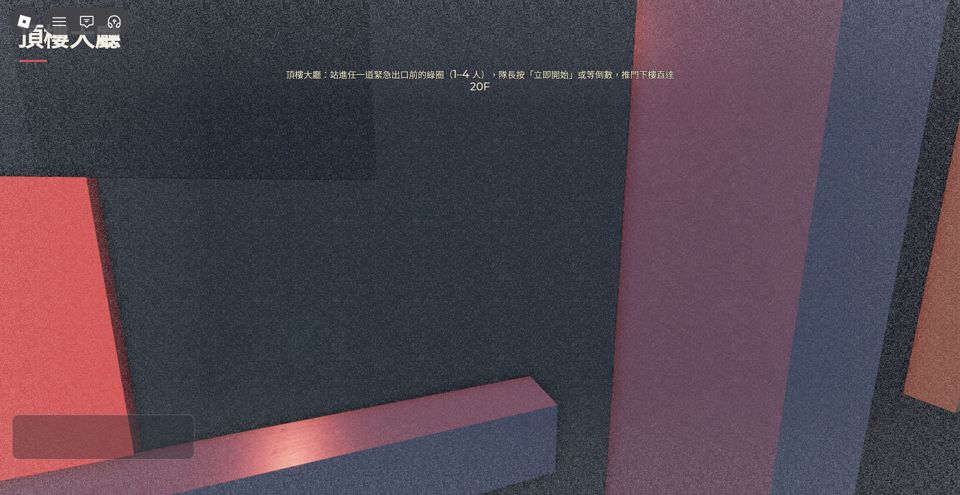 頂樓大廳
頂樓大廳：站進任一道緊急出口前的綠圈（1–4 人），隊長按「立即開始」或等倒數，推門下樓直達
20F